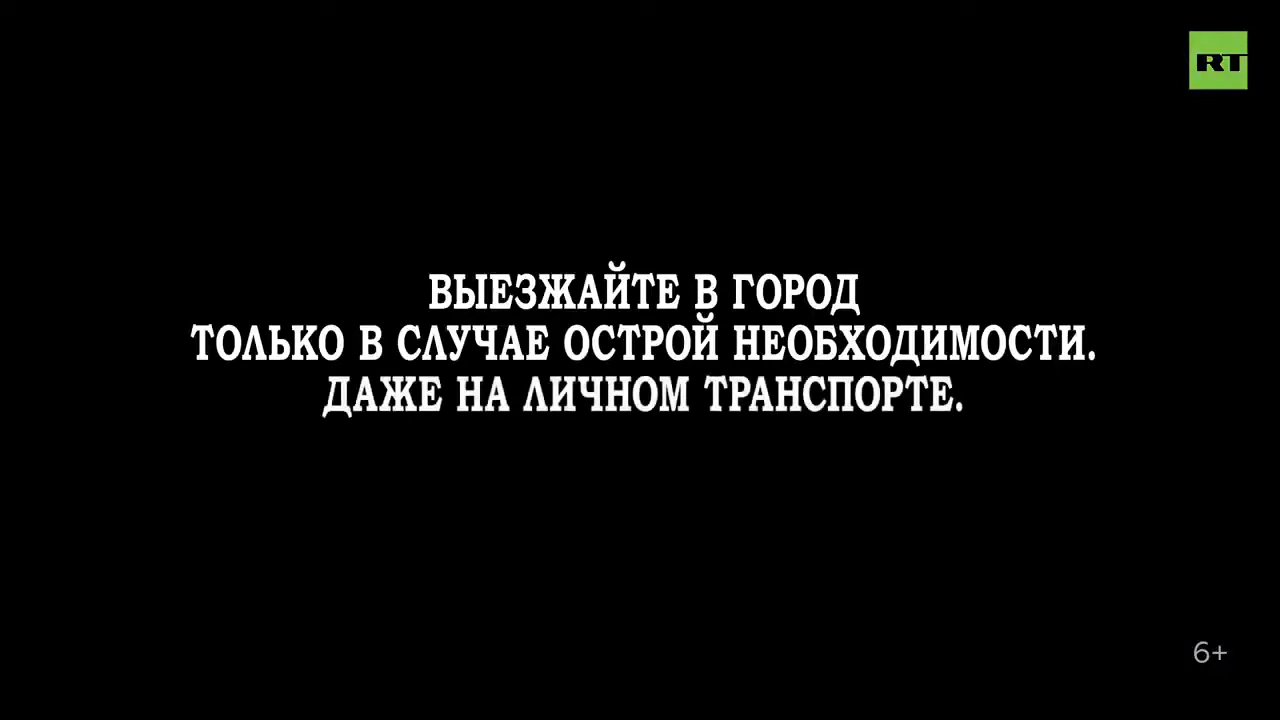 RT
ВЫЕЗЖАЙТЕ В ГОРОД
ТОЛЬКО В СЛУЧАЕ ОСТРОЙ НЕОБХОДИМОСТИ.
ДАЖЕ НА ЛИЧНОМ ТРАНСПОРТЕ.
6+